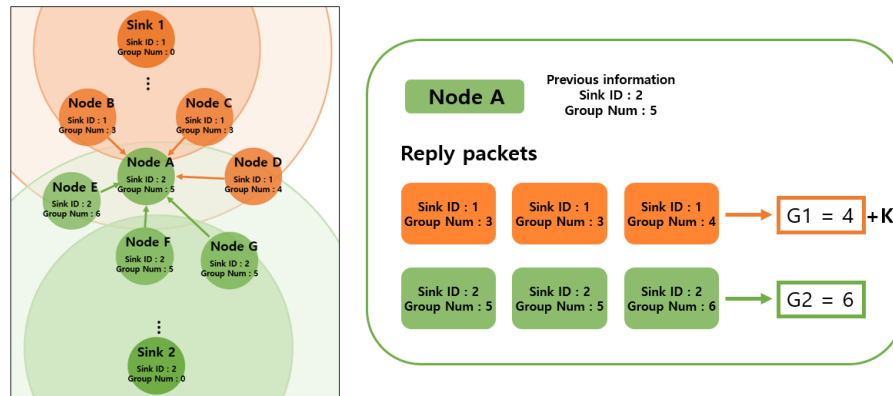 Sink 1
Sink ID : 1
Group Num : 0
Node B
Sink ID : 1
Group Num : 3
Node C
Sink ID : 1
Group Num : 3
Node A
Sink ID : 2
Group Num : 5
Node D
Sink ID : 1
Group Num : 4
Node E
Sink ID : 2
Group Num : 6
Node F
Sink ID : 2
Group Num : 5
Node G
Sink ID : 2
Group Num : 5
Sink 2
Sink ID : 2
Group Num : 0
Node A
Previous information
Sink ID : 2
Group Num : 5
Reply packets
Sink ID : 1
Group Num : 3
Sink ID : 1
Group Num : 3
Sink ID : 1
Group Num : 4
G1 = 4 +K
Sink ID : 2
Group Num : 5
Sink ID : 2
Group Num : 5
Sink ID : 2
Group Num : 6
G2 = 6